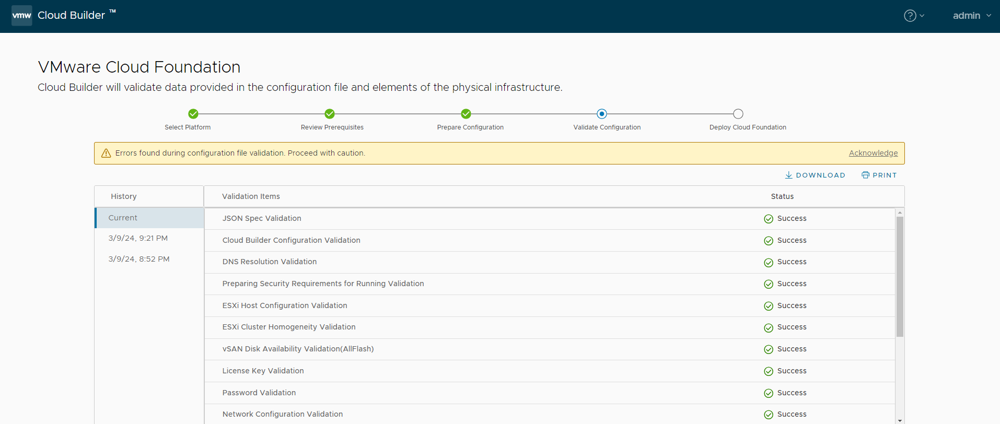 vmw Cloud Builder ™
admin
VMware Cloud Foundation
Cloud Builder will validate data provided in the configuration file and elements of the physical infrastructure.
Select Platform Review Prerequisites Prepare Configuration Validate Configuration Deploy Cloud Foundation
Errors found during configuration file validation. Proceed with caution. Acknowledge
DOWNLOAD PRINT
History Validation Items Status
Current
3/9/24, 9:21 PM
3/9/24, 8:52 PM
JSON Spec Validation Success
Cloud Builder Configuration Validation Success
DNS Resolution Validation Success
Preparing Security Requirements for Running Validation Success
ESXi Host Configuration Validation Success
ESXi Cluster Homogeneity Validation Success
vSAN Disk Availability Validation(AllFlash) Success
License Key Validation Success
Password Validation Success
Network Configuration Validation Success